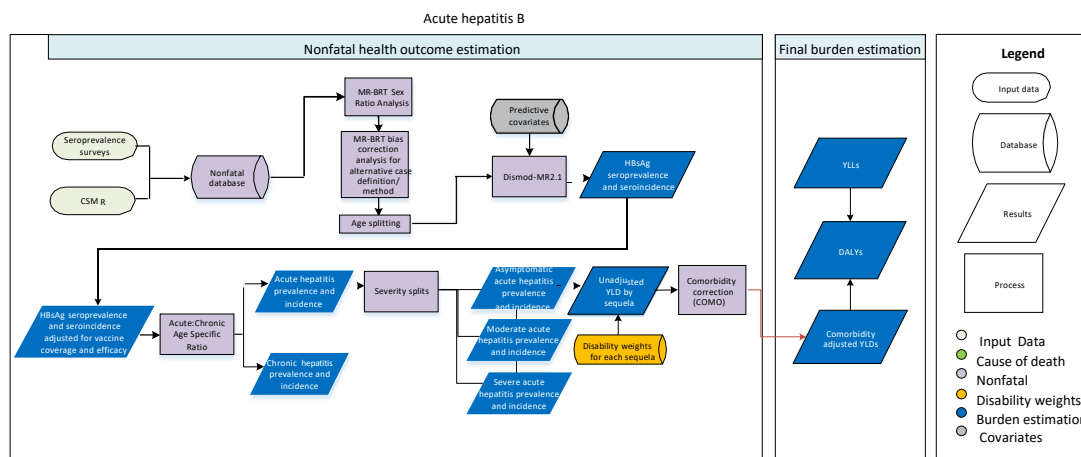 Acute hepatitis B
Nonfatal health outcome estimation
Seroprevalence
surveys
CSM R
Nonfatal
database
MR-BRT Sex
Ratio Analysis
MR-BRT bias
correction
analysis for
alternative case
definition/
method
Age splitting
Predictive
covariates
Dismod-MR2.1
HBsAg
seroprevalence
and seroincidence
HBsAg seroprevalence
and seroincidence
adjusted for vaccine
coverage and efficacy
Acute:Chronic
Age Specific
Ratio
Acute hepatitis
prevalence and
incidence
Chronic hepatitis
prevalence and
incidence
Severity splits
Asymptomatic
acute hepatitis
prevalence
and incidence
Moderate acute
hepatitis prevalence
and incidence
Severe acute
hepatitis prevalence
and incidence
Unadjusted
YLD by
sequela
Disability weights
for each sequela
Comorbidity
correction
(COMO)
Final burden estimation
YLLs
DALYs
Comorbidity
adjusted YLDs
Legend
Input data
Database
Results
Process
Input Data
Cause of death
Nonfatal
Disability weights
Burden estimation
Covariates